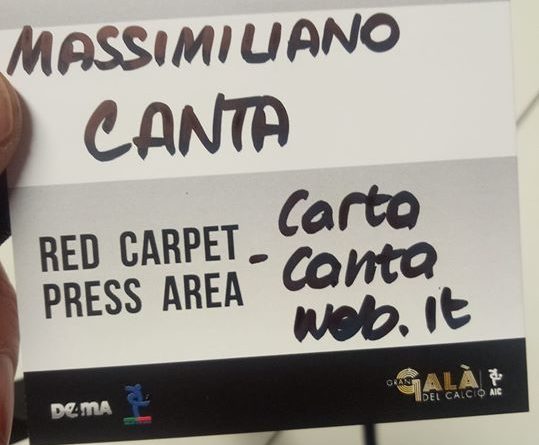 MASSIMILIANO
CANTA
RED CARPET - Carta
PRESS AREA canta
web.it
DEMA
GRAN GALÀ
DEL CALCIO
AIC